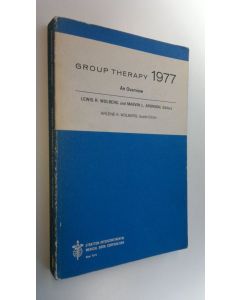 GROUP THERAPY 1977
An Overview
LEWIS R. WOLBERG and MARVIN L. ARONSON, Editors
ARLENE R. WOLBERG, Guest Editor
STRATTON INTERCONTINENTAL
MEDICAL BOOK CORPORATION
New York